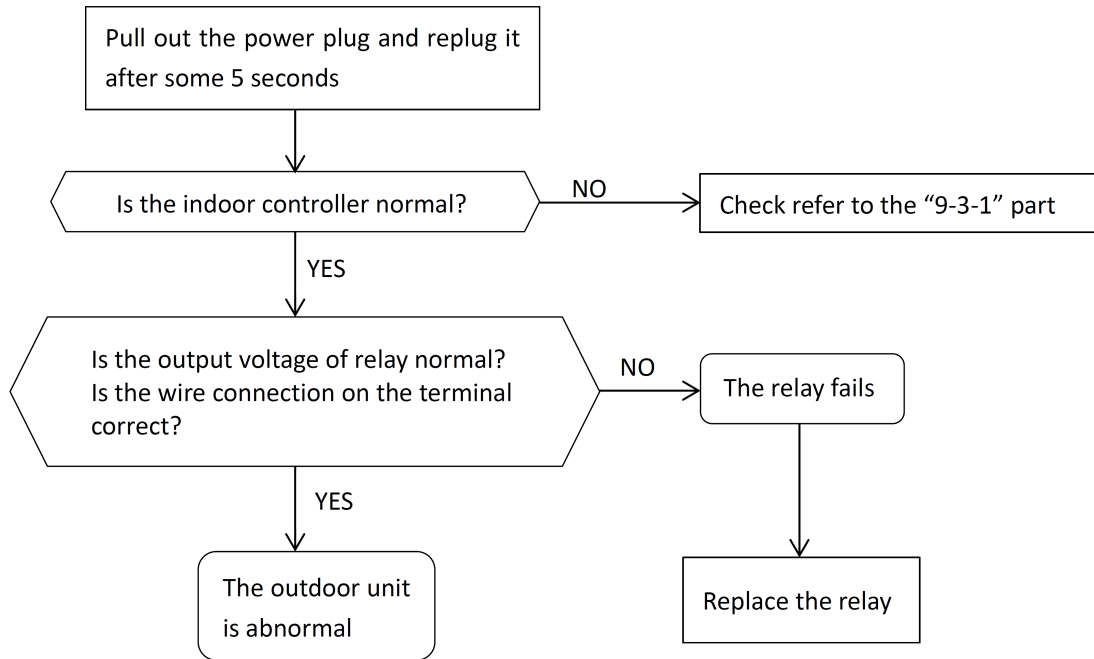 Pull out the power plug and replug it
after some 5 seconds
Is the indoor controller normal?
NO
Check refer to the “9-3-1” part
YES
Is the output voltage of relay normal?
Is the wire connection on the terminal
correct?
NO
The relay fails
YES
The outdoor unit
is abnormal
Replace the relay